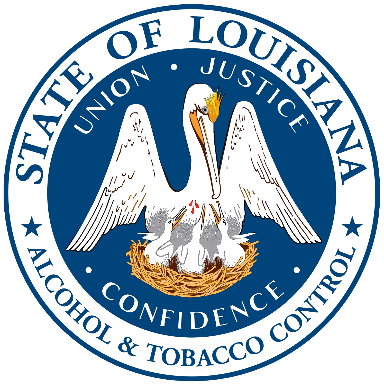 STATE OF LOUISIANA
UNION · JUSTICE
· CONFIDENCE ·
★ ALCOHOL & TOBACCO CONTROL ★